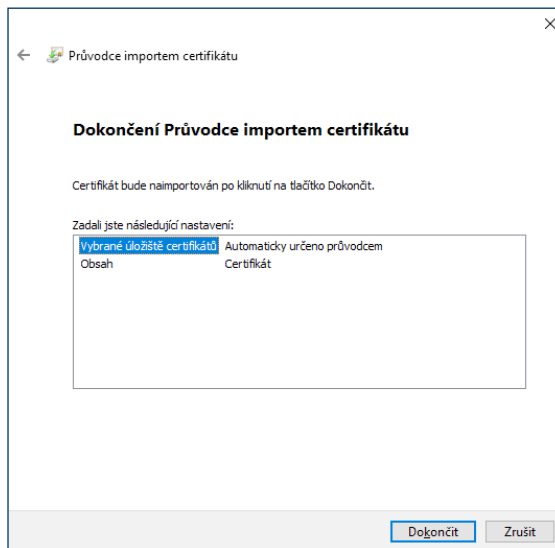 Průvodce importem certifikátu
Dokončení Průvodce importem certifikátu
Certifikát bude naimportován po kliknutí na tlačítko Dokončit.
Zadali jste následující nastavení:
Vybrané úložiště certifikátů Automaticky určeno průvodcem
Obsah Certifikát
Dokončit Zrušit